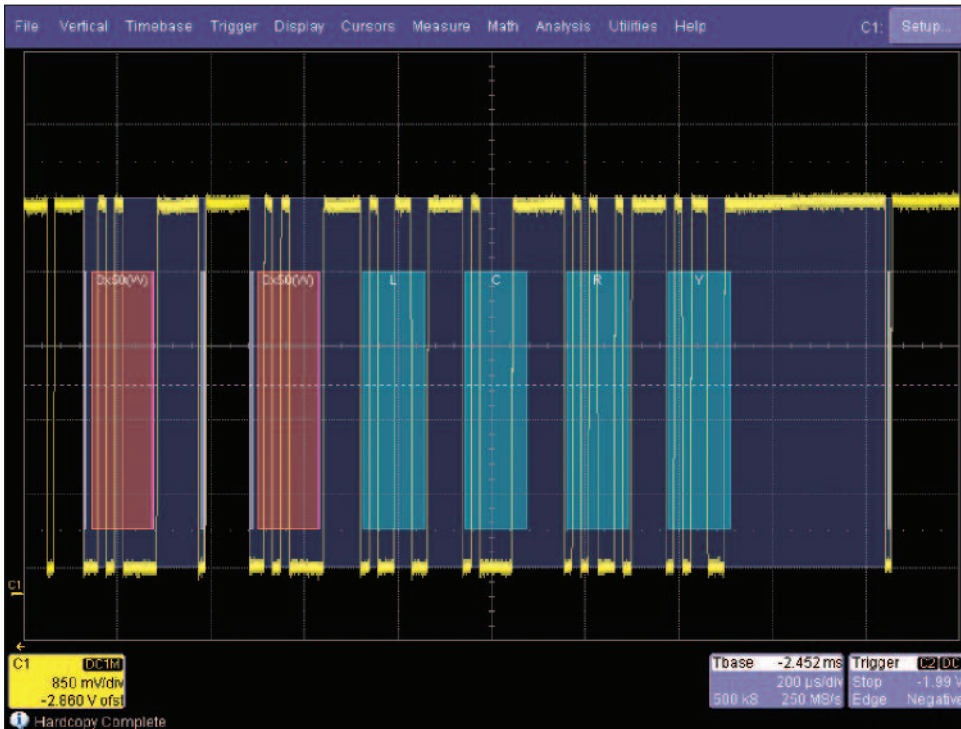 File Vertical Timebase Trigger Display Cursors Measure Math Analysis Utilities Help C1: Setup...
0x50(W) 0x50(W) L C R Y
C1
C1 DC1M
850 mV/div
-2.860 V ofst
Tbase -2.452 ms
200 µs/div
500 kS 250 MS/s
Trigger C2 DC
Stop -1.99 V
Edge Negative
Hardcopy Complete